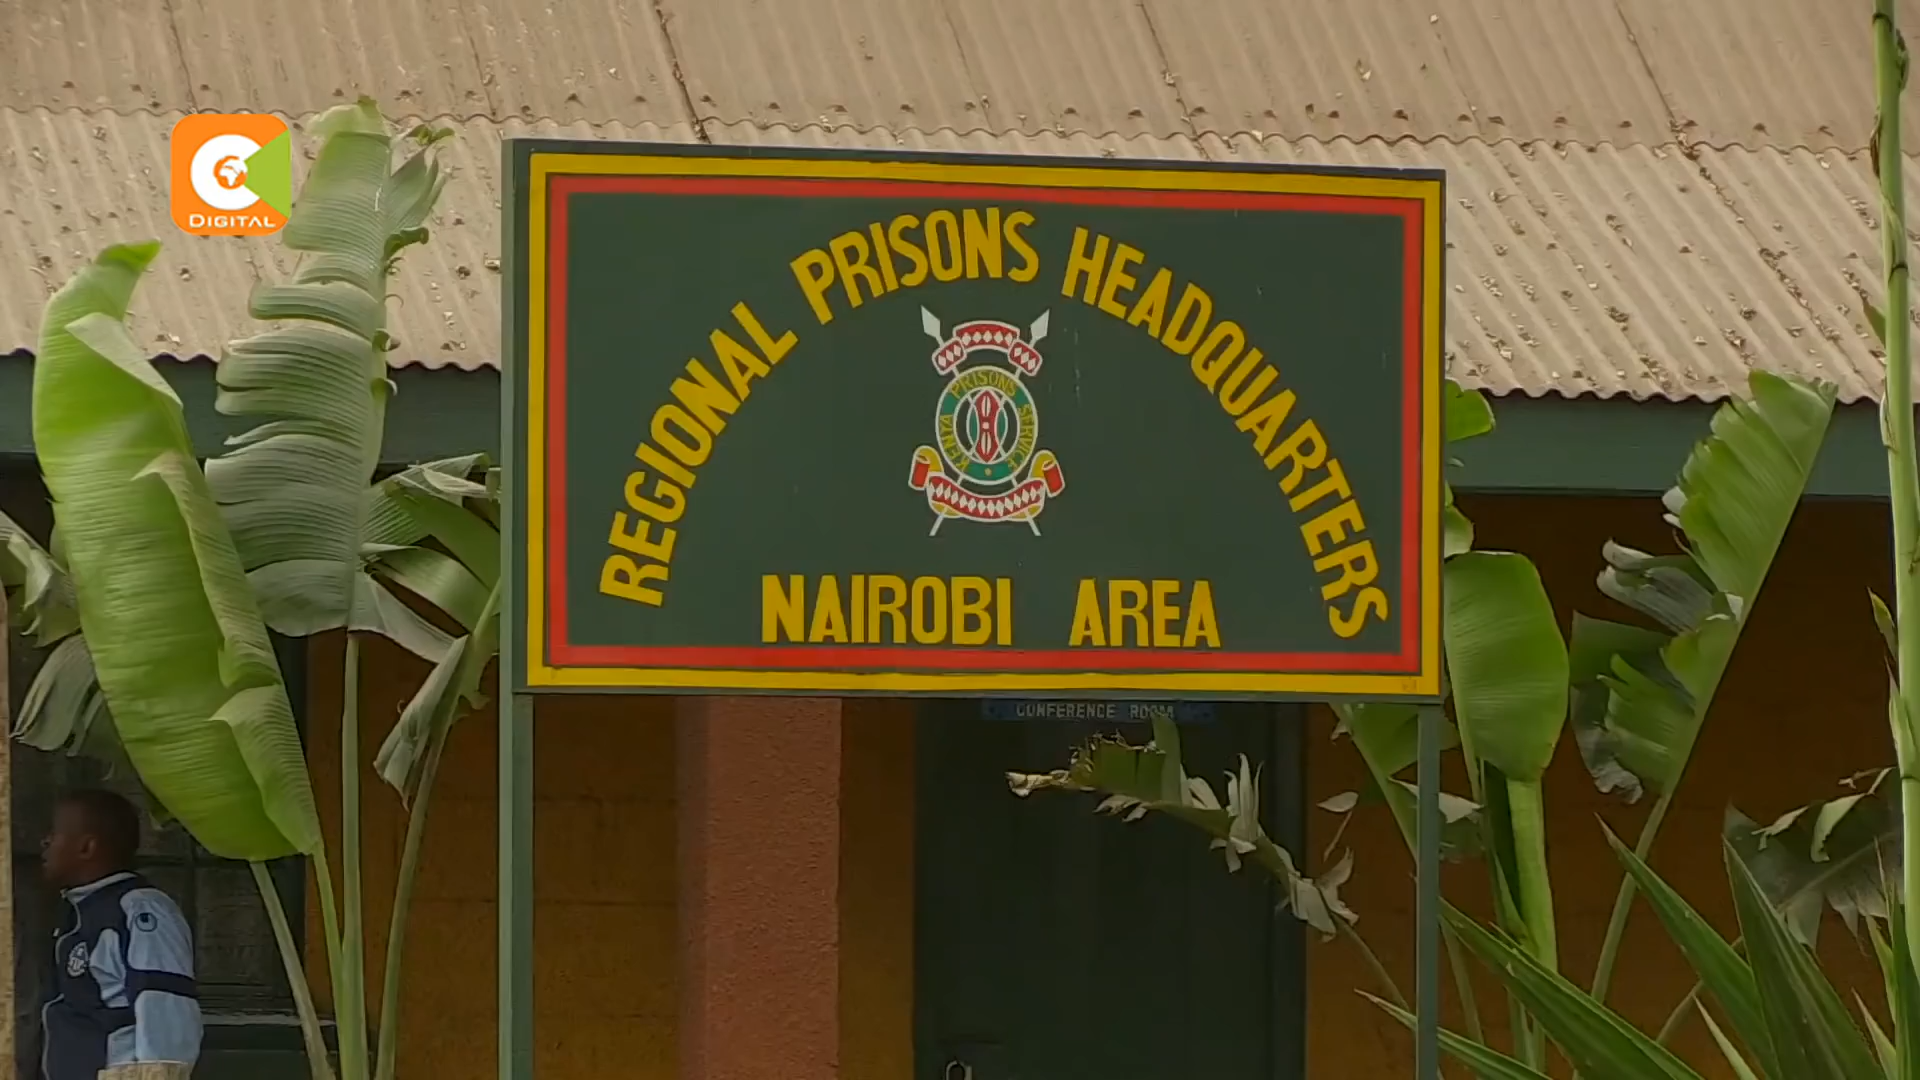 DIGITAL
REGIONAL PRISONS HEADQUARTERS
KENYA PRISONS SERVICE
NAIROBI AREA
CONFERENCE ROOM